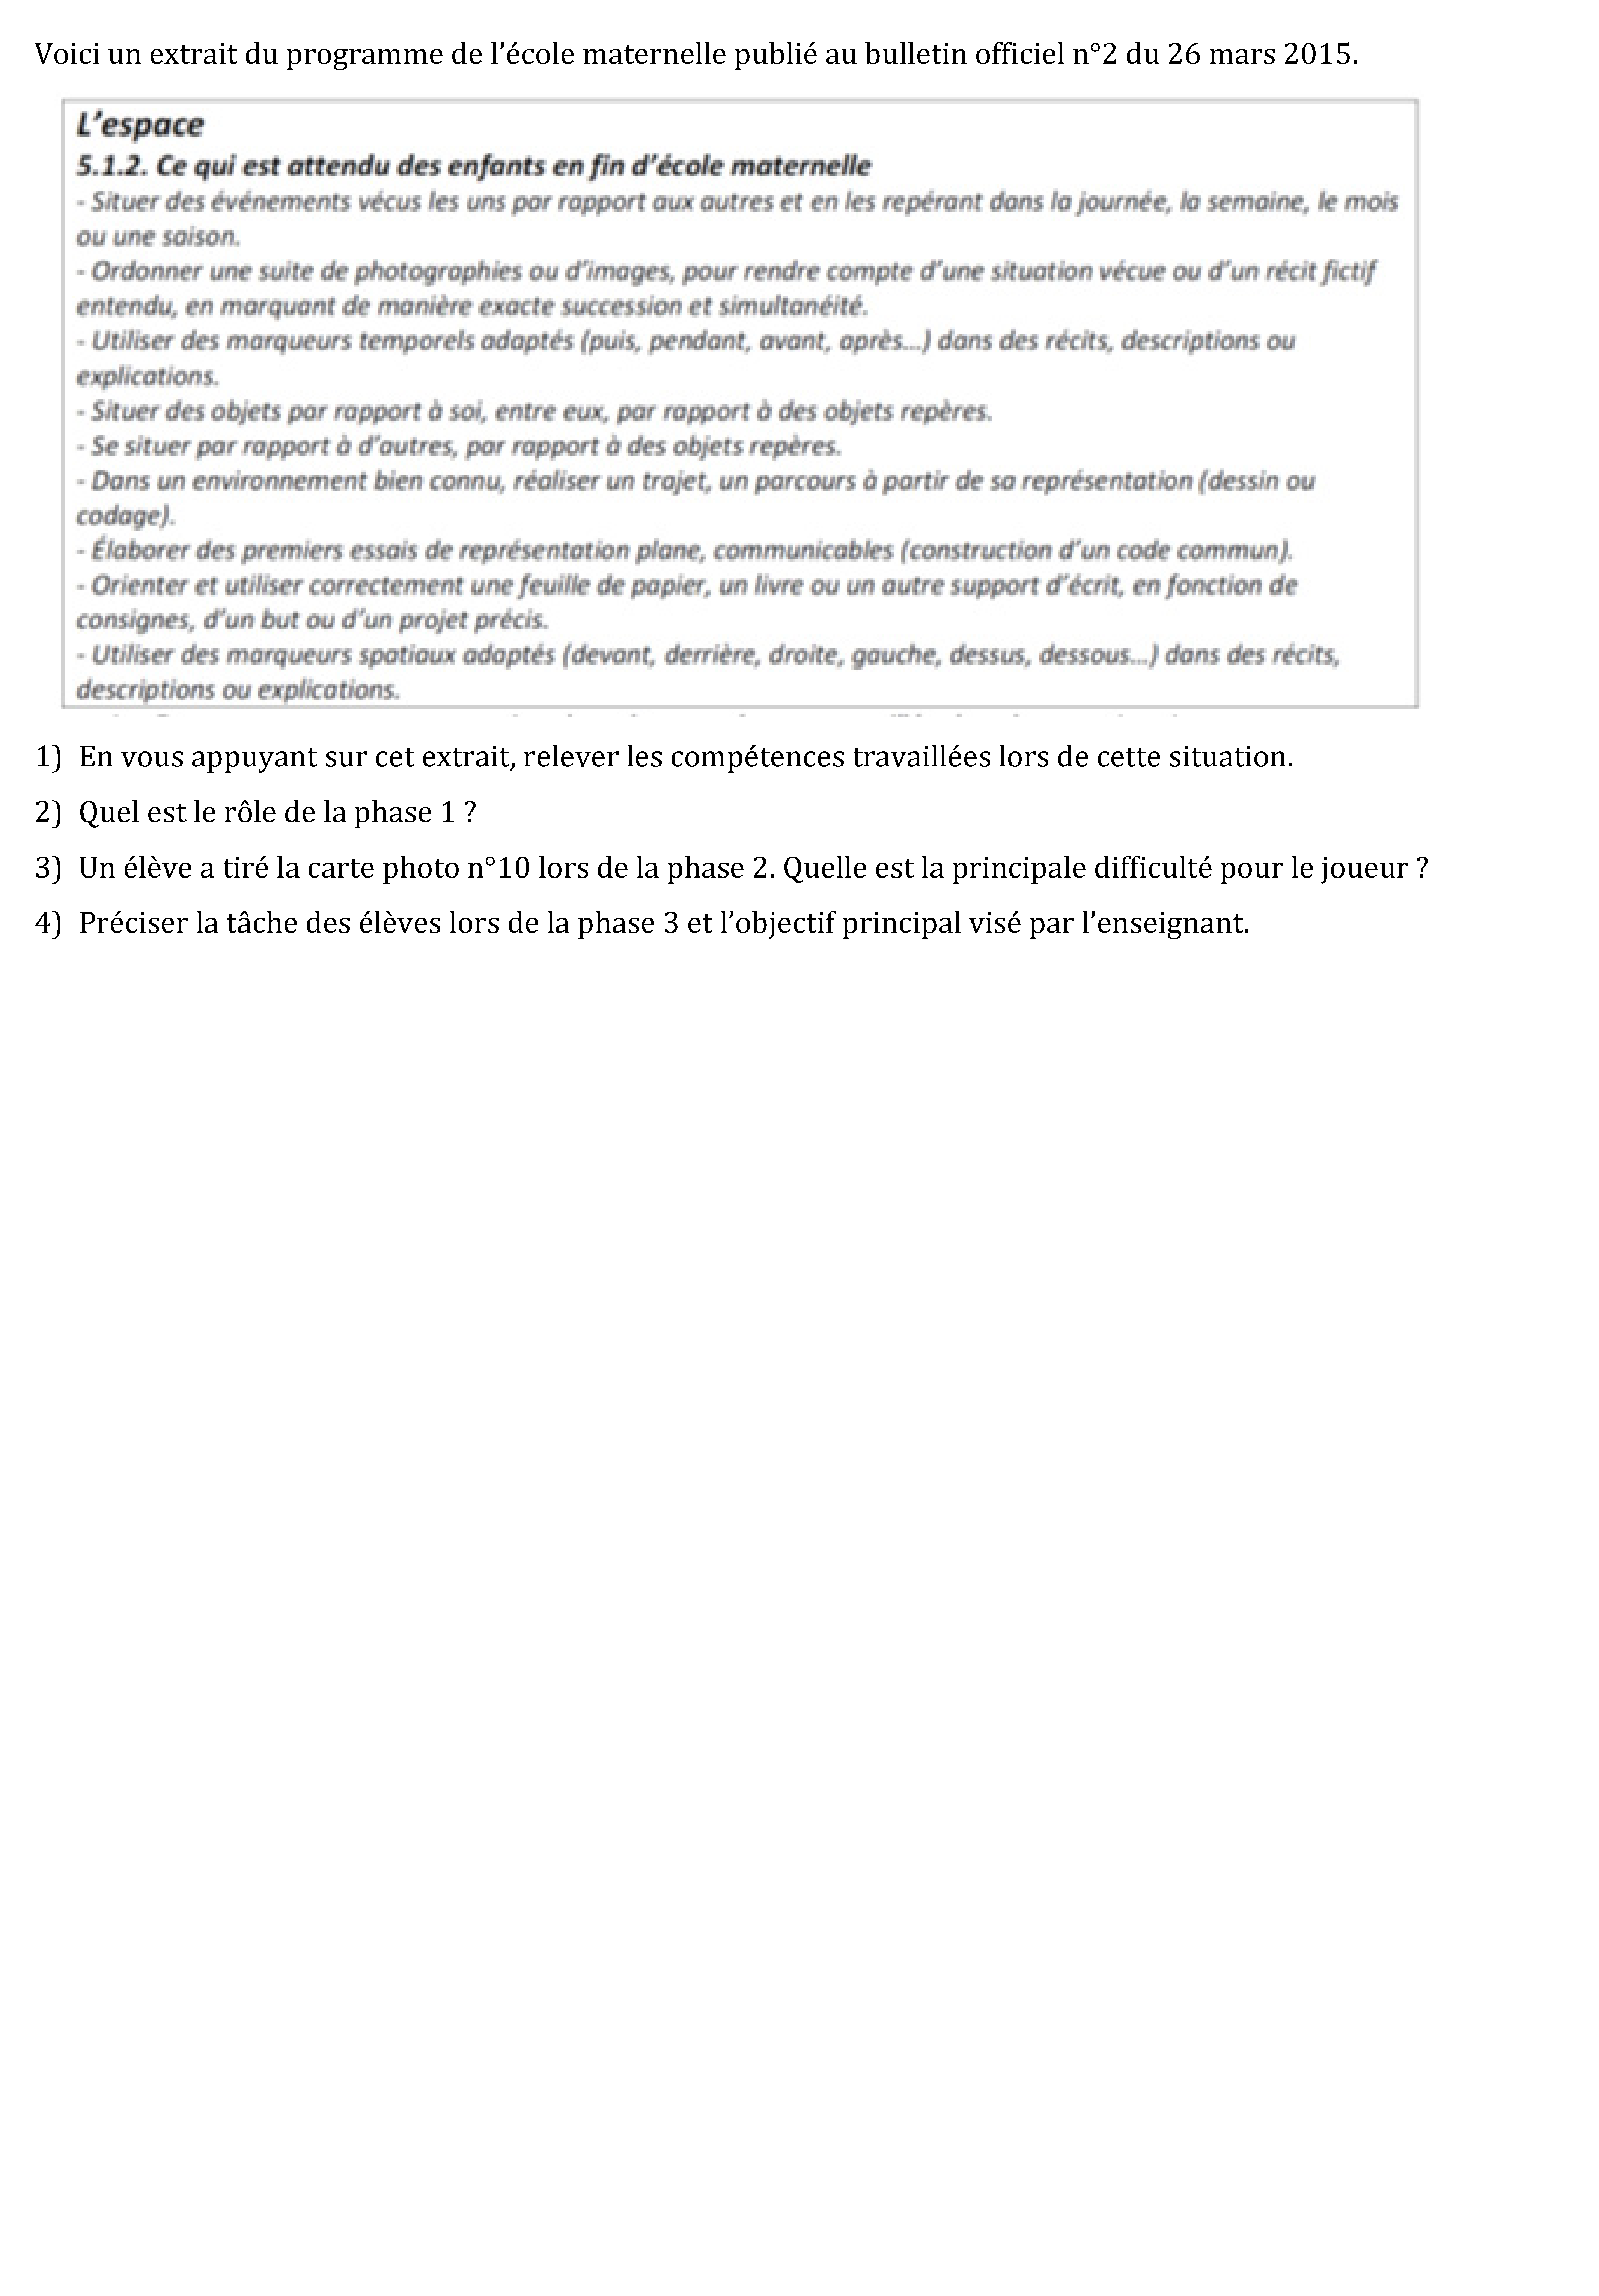 Voici un extrait du programme de l’école maternelle publié au bulletin officiel n°2 du 26 mars 2015.
L’espace
5.1.2. Ce qui est attendu des enfants en fin d’école maternelle
- Situer des événements vécus les uns par rapport aux autres et en les repérant dans la journée, la semaine, le mois
ou une saison.
- Ordonner une suite de photographies ou d’images, pour rendre compte d’une situation vécue ou d’un récit fictif
entendu, en marquant de manière exacte succession et simultanéité.
- Utiliser des marqueurs temporels adaptés (puis, pendant, avant, après...) dans des récits, descriptions ou
explications.
- Situer des objets par rapport à soi, entre eux, par rapport à des objets repères.
- Se situer par rapport à d’autres, par rapport à des objets repères.
- Dans un environnement bien connu, réaliser un trajet, un parcours à partir de sa représentation (dessin ou
codage).
- Élaborer des premiers essais de représentation plane, communicables (construction d’un code commun).
- Orienter et utiliser correctement une feuille de papier, un livre ou un autre support d’écrit, en fonction de
consignes, d’un but ou d’un projet précis.
- Utiliser des marqueurs spatiaux adaptés (devant, derrière, droite, gauche, dessus, dessous...) dans des récits,
descriptions ou explications.
1) En vous appuyant sur cet extrait, relever les compétences travaillées lors de cette situation.
2) Quel est le rôle de la phase 1 ?
3) Un élève a tiré la carte photo n°10 lors de la phase 2. Quelle est la principale difficulté pour le joueur ?
4) Préciser la tâche des élèves lors de la phase 3 et l’objectif principal visé par l’enseignant.